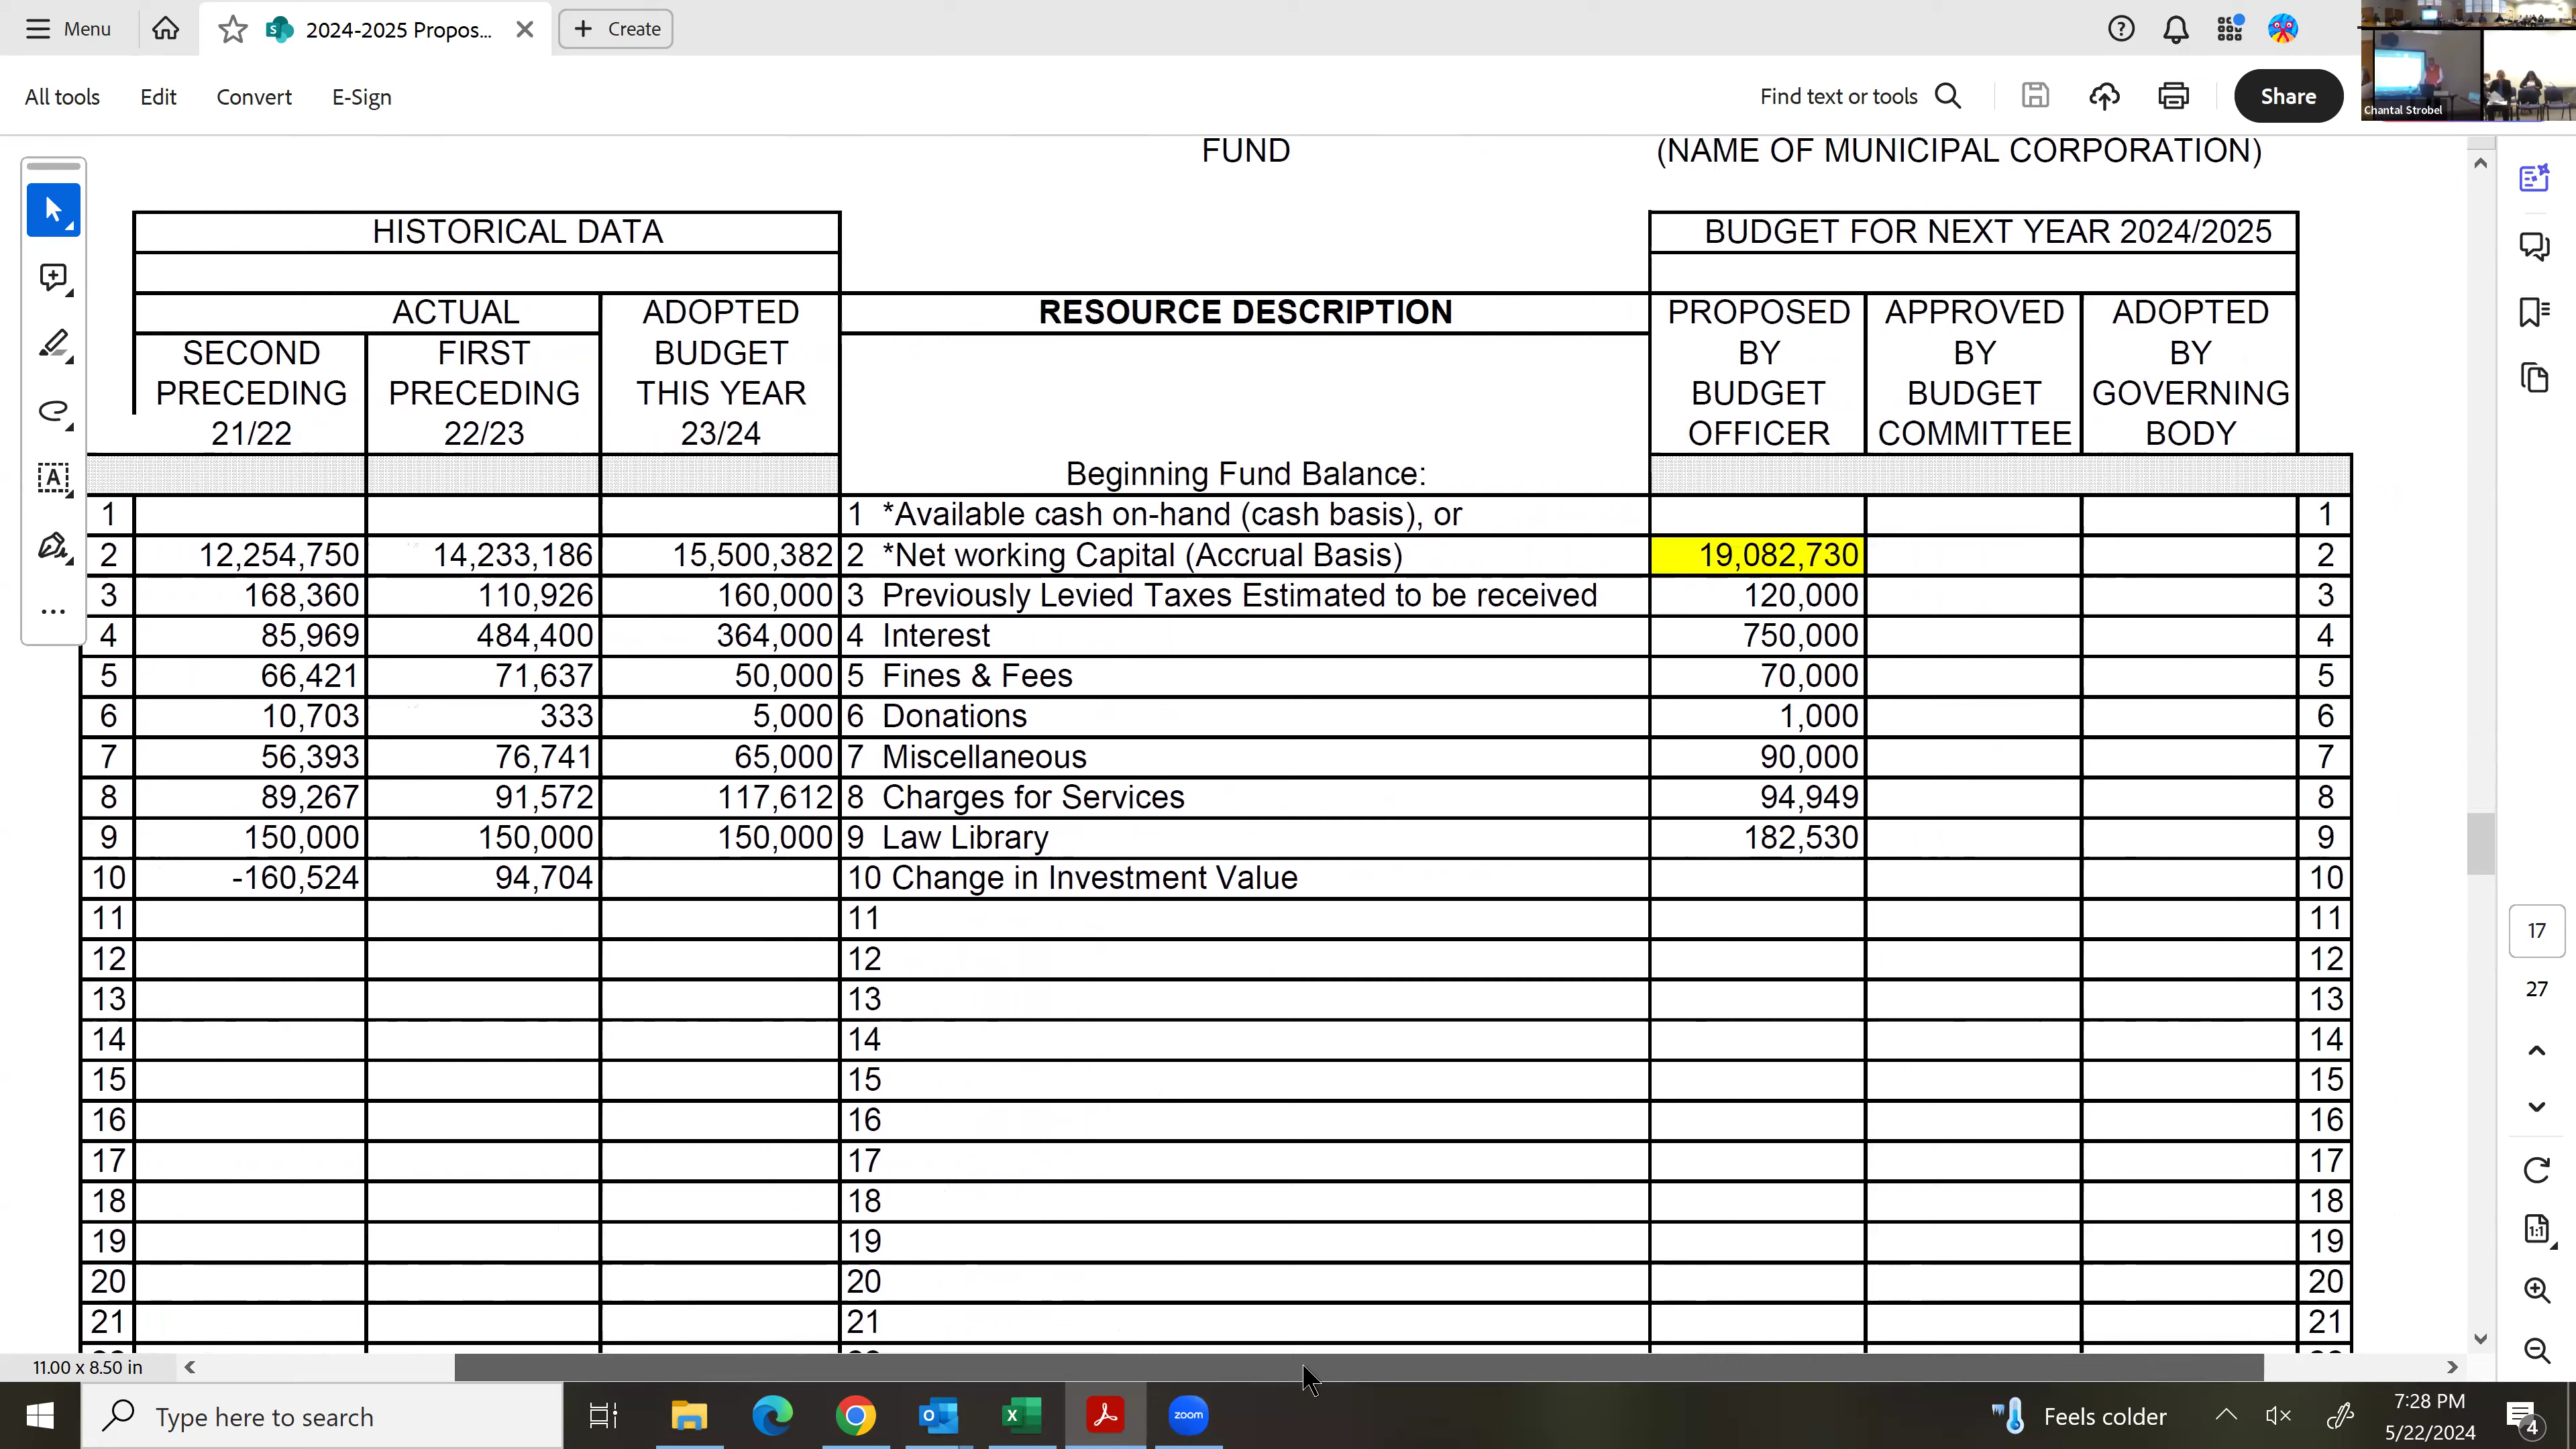 Menu
2024-2025 Propos...
Create
All tools
Edit
Convert
E-Sign
Find text or tools
Share
Chantal Strobel
FUND (NAME OF MUNICIPAL CORPORATION)
HISTORICAL DATA BUDGET FOR NEXT YEAR 2024/2025
ACTUAL ADOPTED RESOURCE DESCRIPTION PROPOSED APPROVED ADOPTED
SECOND FIRST BUDGET BY BY BY
PRECEDING PRECEDING THIS YEAR BUDGET BUDGET GOVERNING
21/22 22/23 23/24 OFFICER COMMITTEE BODY
Beginning Fund Balance:
1 1 *Available cash on-hand (cash basis), or 1
2 12,254,750 14,233,186 15,500,382 2 *Net working Capital (Accrual Basis) 19,082,730 2
3 168,360 110,926 160,000 3 Previously Levied Taxes Estimated to be received 120,000 3
4 85,969 484,400 364,000 4 Interest 750,000 4
5 66,421 71,637 50,000 5 Fines & Fees 70,000 5
6 10,703 333 5,000 6 Donations 1,000 6
7 56,393 76,741 65,000 7 Miscellaneous 90,000 7
8 89,267 91,572 117,612 8 Charges for Services 94,949 8
9 150,000 150,000 150,000 9 Law Library 182,530 9
10 -160,524 94,704 10 Change in Investment Value 10
11 11 11
12 12 12
13 13 13
14 14 14
15 15 15
16 16 16
17 17 17
18 18 18
19 19 19
20 20 20
21 21 21
17
27
1:1
11.00 x 8.50 in
Type here to search
zoom
Feels colder
7:28 PM
5/22/2024
4